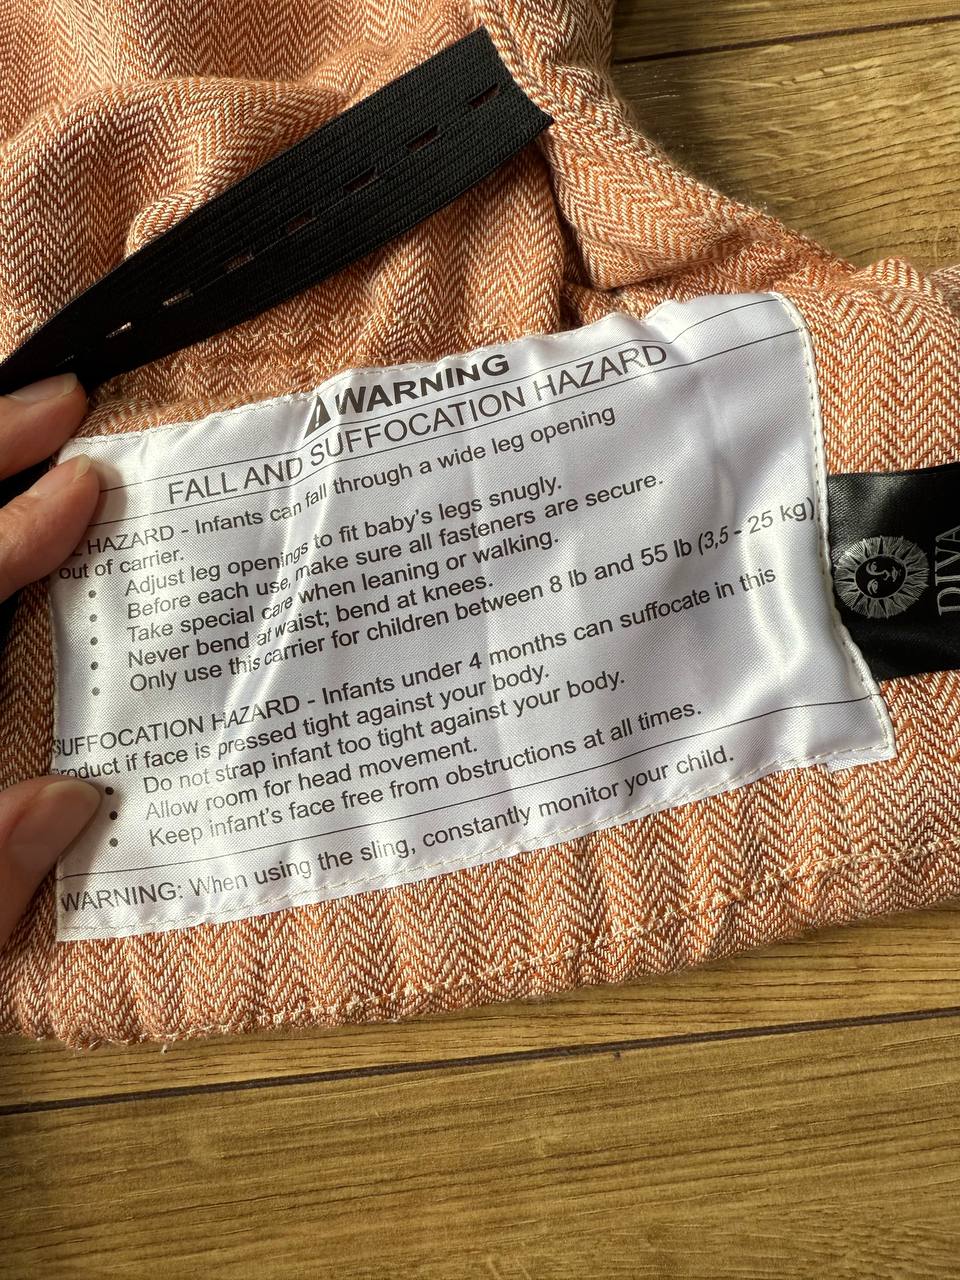 WARNING
FALL AND SUFFOCATION HAZARD
HAZARD - Infants can fall through a wide leg opening
out of carrier.
• Adjust leg openings to fit baby's legs snugly.
• Before each use, make sure all fasteners are secure.
• Take special care when leaning or walking.
• Never bend at waist; bend at knees.
• Only use this carrier for children between 8 lb and 55 lb (3,5 - 25 kg)
SUFFOCATION HAZARD - Infants under 4 months can suffocate in this
product if face is pressed tight against your body.
• Do not strap infant too tight against your body.
• Allow room for head movement.
• Keep infant's face free from obstructions at all times.
WARNING: When using the sling, constantly monitor your child.
DIVA